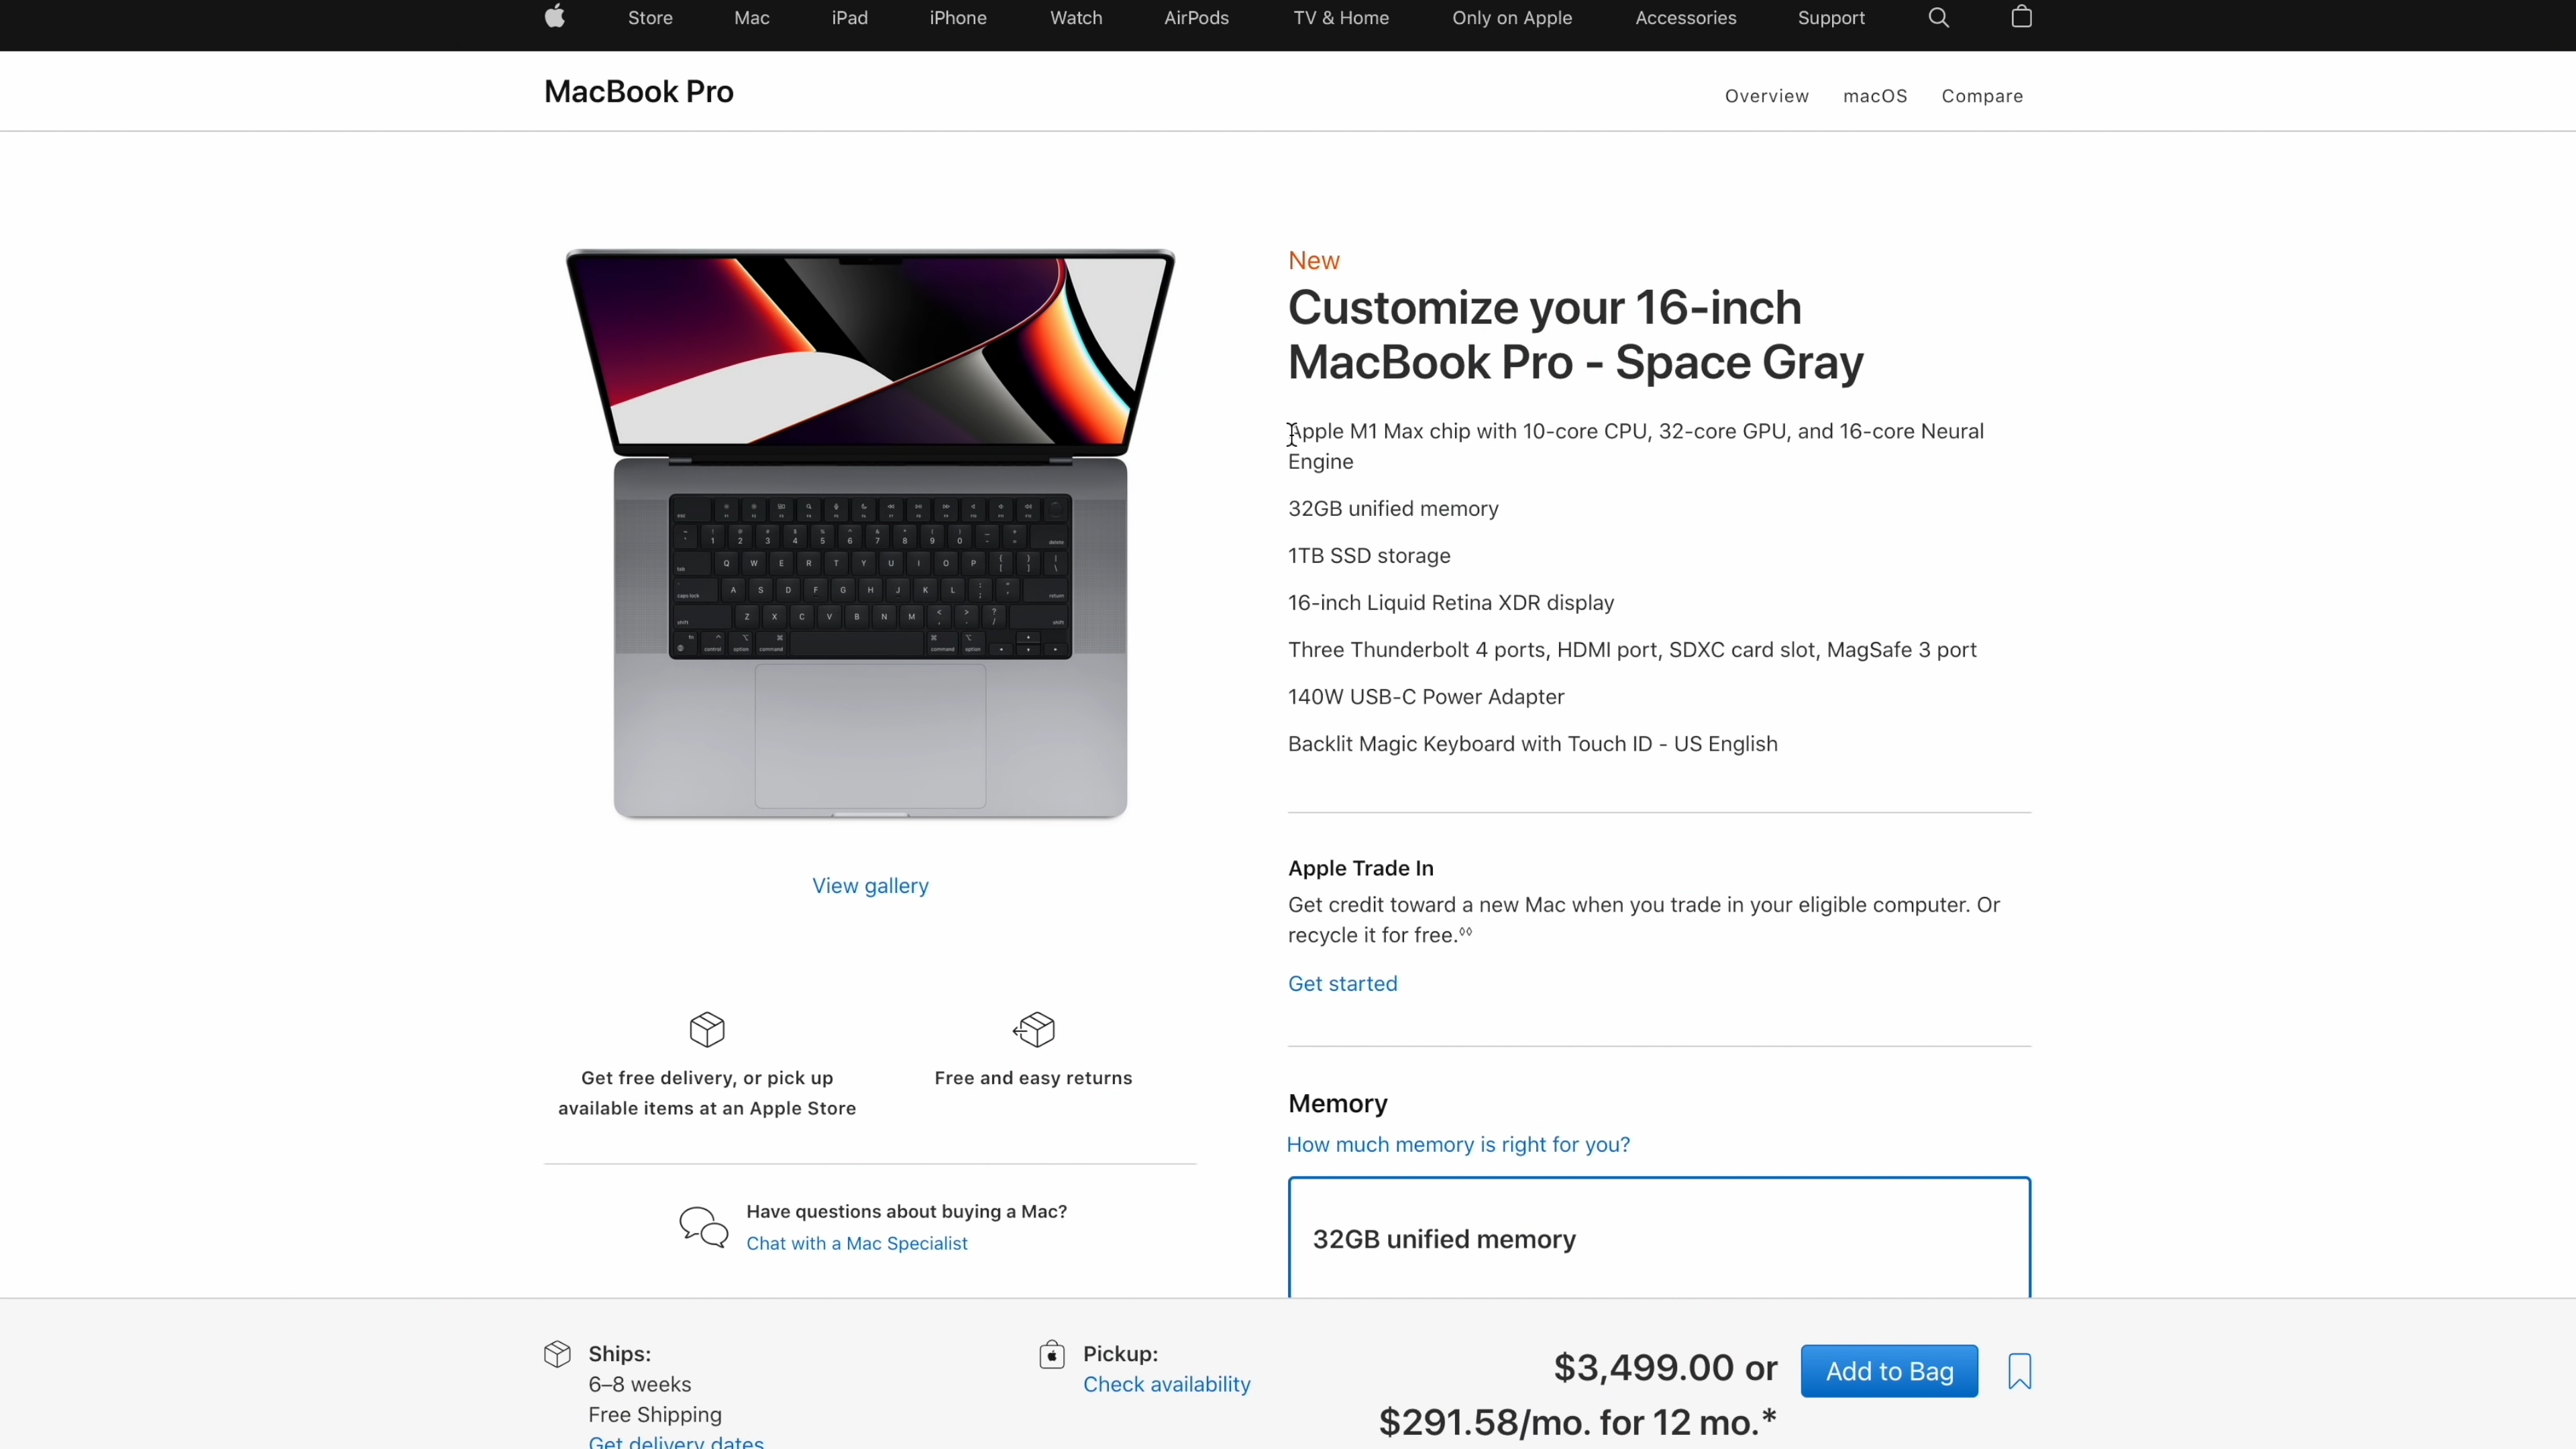 Store Mac iPad iPhone Watch AirPods TV & Home Only on Apple Accessories Support
MacBook Pro
Overview macOS Compare
New
Customize your 16-inch
MacBook Pro - Space Gray
Apple M1 Max chip with 10-core CPU, 32-core GPU, and 16-core Neural
Engine
32GB unified memory
1TB SSD storage
16-inch Liquid Retina XDR display
Three Thunderbolt 4 ports, HDMI port, SDXC card slot, MagSafe 3 port
140W USB-C Power Adapter
Backlit Magic Keyboard with Touch ID - US English
View gallery
Apple Trade In
Get credit toward a new Mac when you trade in your eligible computer. Or
recycle it for free.◊◊
Get started
Get free delivery, or pick up
available items at an Apple Store
Free and easy returns
Have questions about buying a Mac?
Chat with a Mac Specialist
Memory
How much memory is right for you?
32GB unified memory
Ships:
6–8 weeks
Free Shipping
Get delivery dates
Pickup:
Check availability
$3,499.00 or
$291.58/mo. for 12 mo.*
Add to Bag